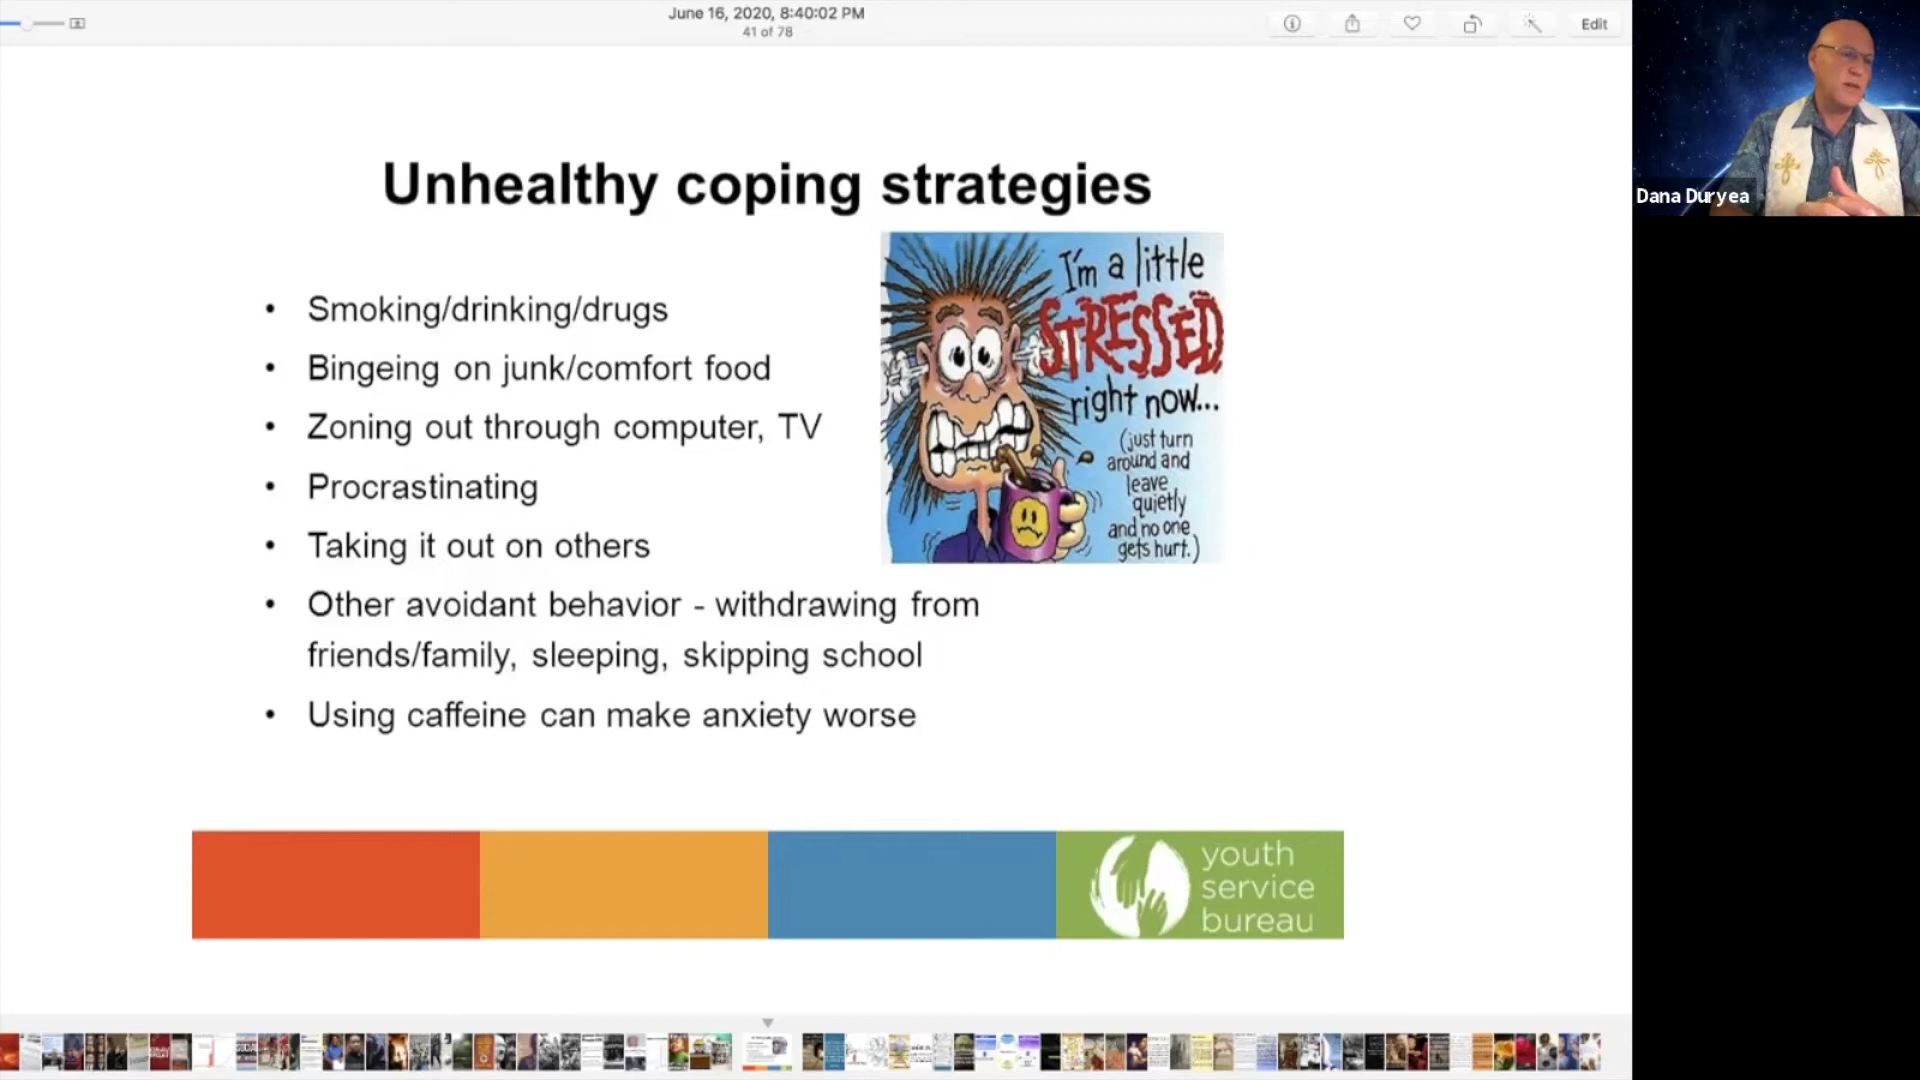 June 16, 2020, 8:40:02 PM
41 of 78
Edit
Dana Duryea
Unhealthy coping strategies
• Smoking/drinking/drugs
• Bingeing on junk/comfort food
• Zoning out through computer, TV
• Procrastinating
• Taking it out on others
• Other avoidant behavior - withdrawing from
friends/family, sleeping, skipping school
• Using caffeine can make anxiety worse
I'm a little
STRESSED
right now...
(just turn
around and
leave
quietly
and no one
gets hurt.)
youth
service
bureau